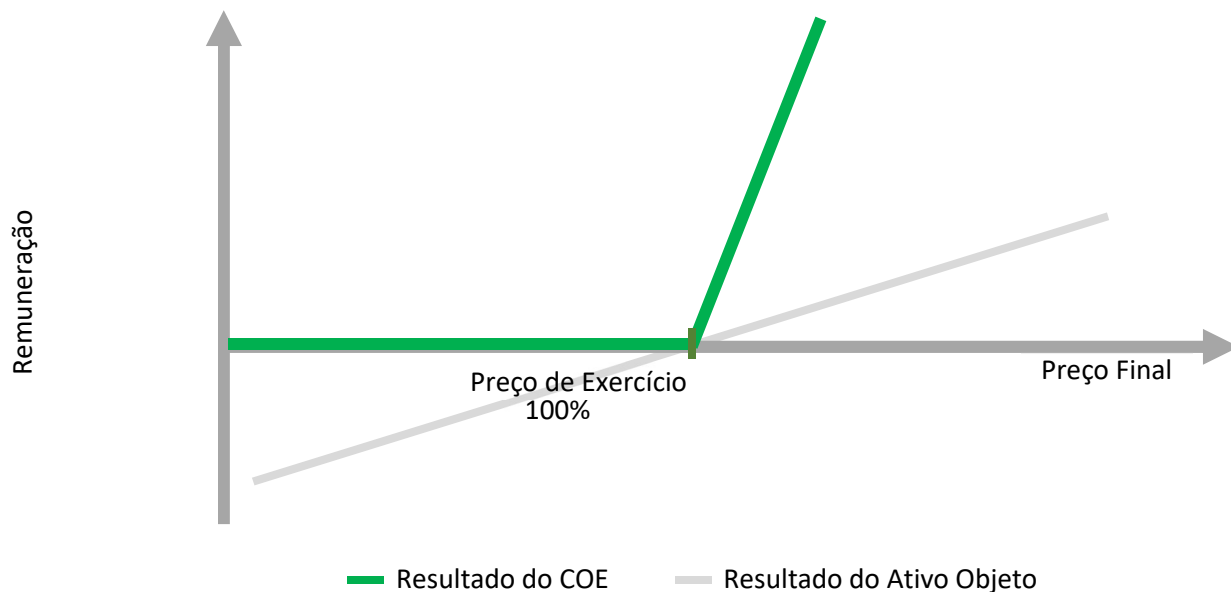 Remuneração
Preço de Exercício
100%
Preço Final
Resultado do COE
Resultado do Ativo Objeto